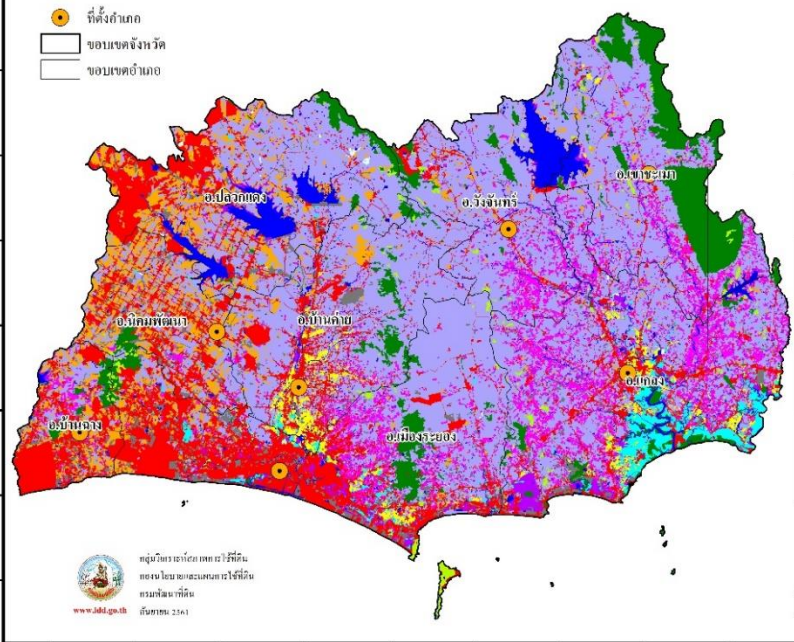 ที่ตั้งอำเภอ
ขอบเขตจังหวัด
ขอบเขตอำเภอ
อ.เขาชะเมา
อ.ปลวกแดง
อ.วังจันทร์
อ.นิคมพัฒนา
อ.บ้านค่าย
อ.แกลง
อ.บ้านฉาง
อ.เมืองระยอง
กลุ่มวิเคราะห์สภาพการใช้ที่ดิน
กองนโยบายและแผนการใช้ที่ดิน
กรมพัฒนาที่ดิน
www.ldd.go.th
กันยายน 2561